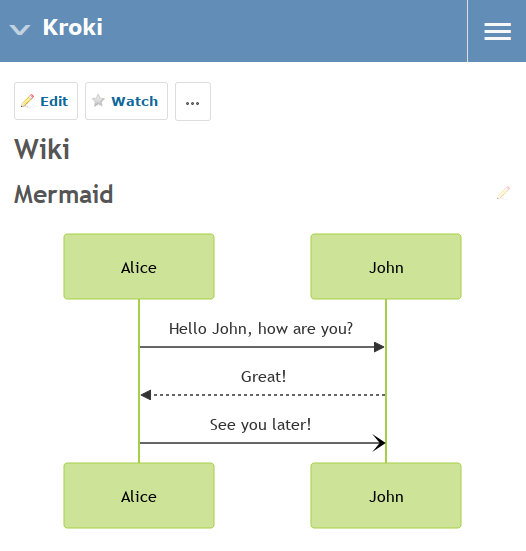 Kroki
Edit
Watch
...
Wiki
Mermaid
Alice
John
Hello John, how are you?
Great!
See you later!
Alice
John